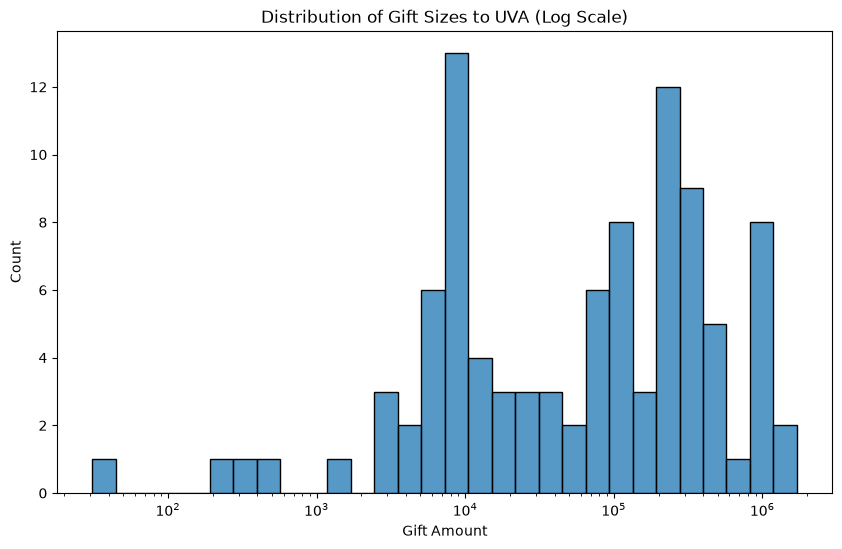 Distribution of Gift Sizes to UVA (Log Scale)
Count
12
10
8
6
4
2
0
10² 10³ 10⁴ 10⁵ 10⁶
Gift Amount